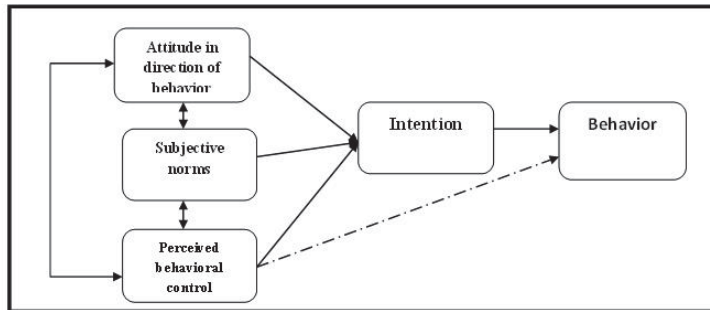 Attitude in
direction of
behavior
Subjective
norms
Perceived
behavioral
control
Intention
Behavior